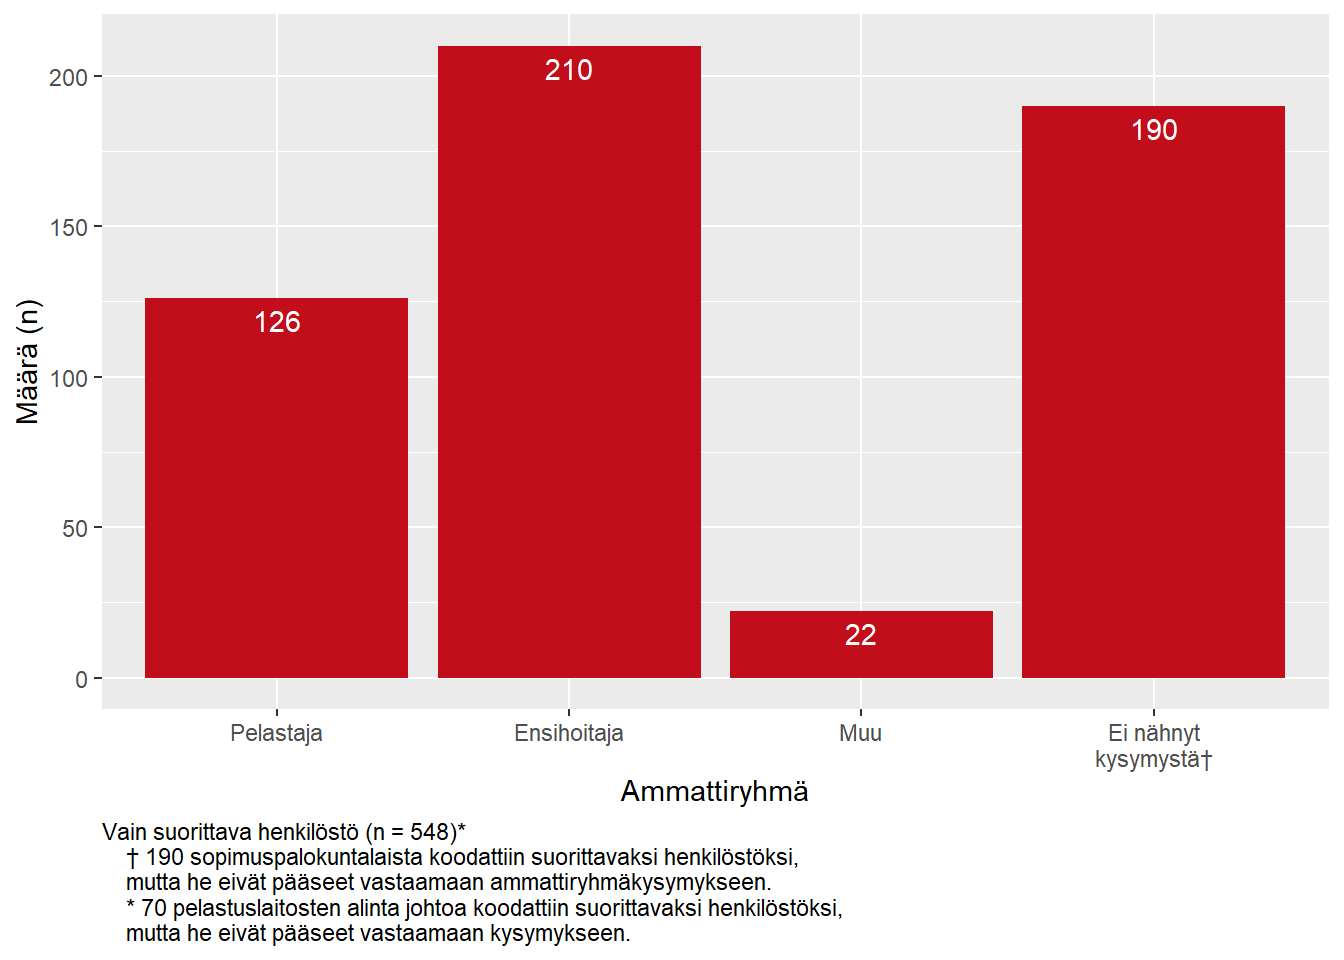 Määrä (n)
200
150
100
50
0
126
210
22
190
Pelastaja
Ensihoitaja
Muu
Ei nähnyt
kysymystä†
Ammattiryhmä
Vain suorittava henkilöstö (n = 548)*
† 190 sopimuspalokuntalaista koodattiin suorittavaksi henkilöstöksi,
mutta he eivät pääseet vastaamaan ammattiryhmäkysymykseen.
* 70 pelastuslaitosten alinta johtoa koodattiin suorittavaksi henkilöstöksi,
mutta he eivät pääseet vastaamaan kysymykseen.